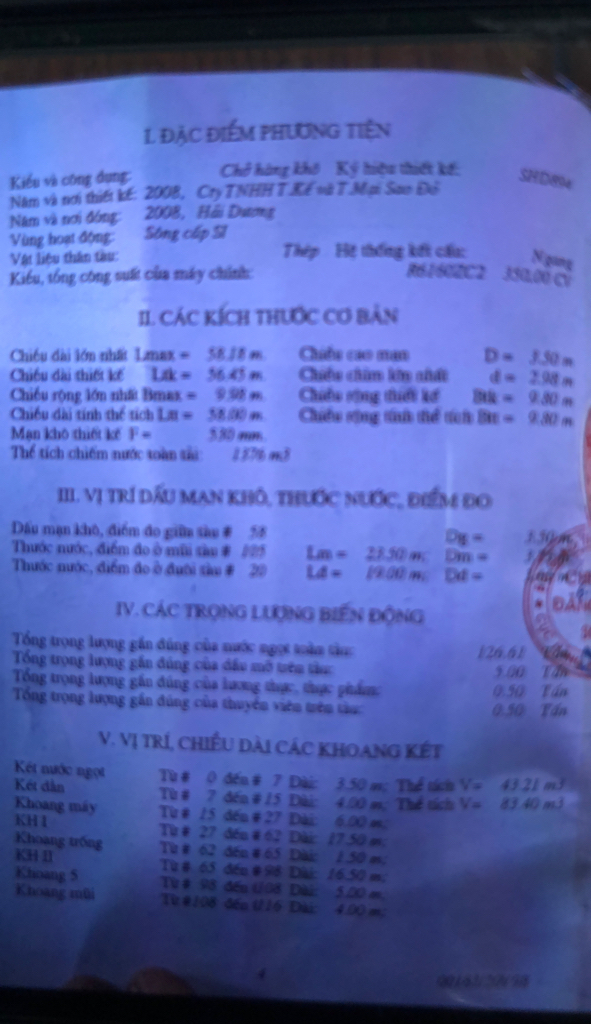 I. ĐẶC ĐIỂM PHƯƠNG TIỆN
Kiểu và công dụng: Chở hàng khô Ký hiệu thiết kế:
Năm và nơi thiết kế: 2008, Cty TNHH T.Kế và T.Mại Sao Đỏ
Năm và nơi đóng: 2008, Hải Dương
Vùng hoạt động: Sông cấp SI
Vật liệu thân tàu: Thép Hệ thống kết cấu: Ngang
Kiểu, tổng công suất của máy chính: R6160ZC2 350,00 CV
II. CÁC KÍCH THƯỚC CƠ BẢN
Chiều dài lớn nhất Lmax = 58.18 m. Chiều cao mạn D = 3.50 m
Chiều dài thiết kế Ltk = 56.45 m. Chiều chìm lớn nhất d = 2.98 m
Chiều rộng lớn nhất Bmax = 9.98 m. Chiều rộng thiết kế Btk = 9.80 m
Chiều dài tính thể tích Ltt = 58.00 m. Chiều rộng tính thể tích Btt = 9.80 m
Mạn khô thiết kế F = mm.
Thể tích chiếm nước toàn tải: 1376 m3
III. VỊ TRÍ DẤU MẠN KHÔ, THƯỚC NƯỚC, ĐIỂM ĐO
Dấu mạn khô, điểm đo giữa tàu # 58 Dg =
Thước nước, điểm đo ở mũi tàu # 105 Lm = 23.50 m; Dm =
Thước nước, điểm đo ở đuôi tàu # 20 Ld = 19.00 m; Dd =
IV. CÁC TRỌNG LƯỢNG BIẾN ĐỘNG
Tổng trọng lượng gần đúng của nước ngọt toàn tàu: 126.61 Tấn
Tổng trọng lượng gần đúng của dầu mỡ trên tàu: 5.00 Tấn
Tổng trọng lượng gần đúng của lương thực, thực phẩm: 0.50 Tấn
Tổng trọng lượng gần đúng của thuyền viên trên tàu: 0.50 Tấn
V. VỊ TRÍ, CHIỀU DÀI CÁC KHOANG KÉT
Két nước ngọt Từ # 0 đến # 7 Dài: 3.50 m; Thể tích V= 43.21 m3
Két dằn Từ # 7 đến # 15 Dài: 4.00 m; Thể tích V= 83.40 m3
Khoang máy Từ # 15 đến # 27 Dài: 6.00 m;
KH I Từ # 27 đến # 62 Dài: 17.50 m;
Khoang trống Từ # 62 đến # 65 Dài: 1.50 m;
KH II Từ # 65 đến # 98 Dài: 16.50 m;
Khoang Từ # 98 đến #108 Dài: 5.00 m;
Khoang mũi Từ #108 đến #116 Dài: 4.00 m;
4